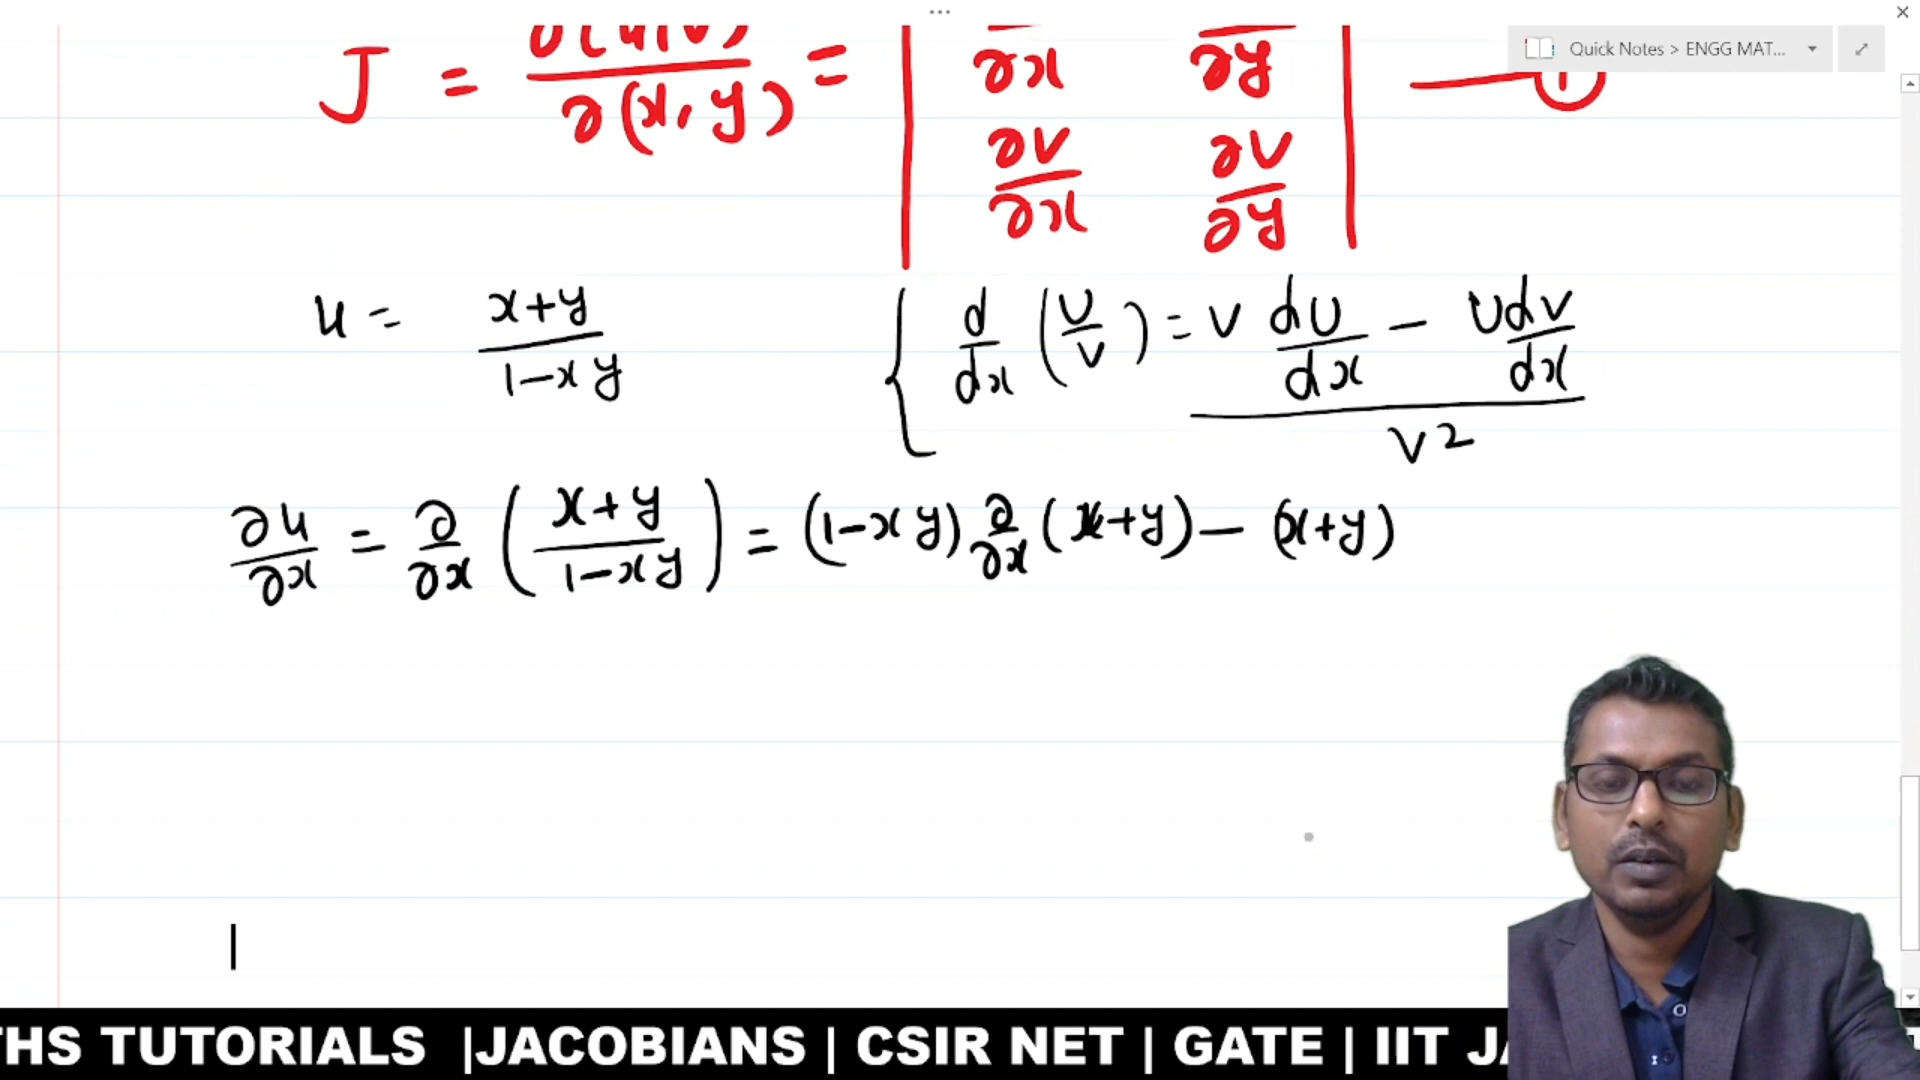 Quick Notes > ENGG MAT...
J = ∂(u,v)/∂(x,y) = | ∂x ∂y | — ①
| ∂v/∂x ∂v/∂y |
u = (x+y)/(1-xy) { d/dx (U/V) = (V dU/dx - U dV/dx)/V²
∂u/∂x = ∂/∂x ((x+y)/(1-xy)) = (1-xy) ∂/∂x (x+y) - (x+y)
THS TUTORIALS |JACOBIANS | CSIR NET | GATE | IIT